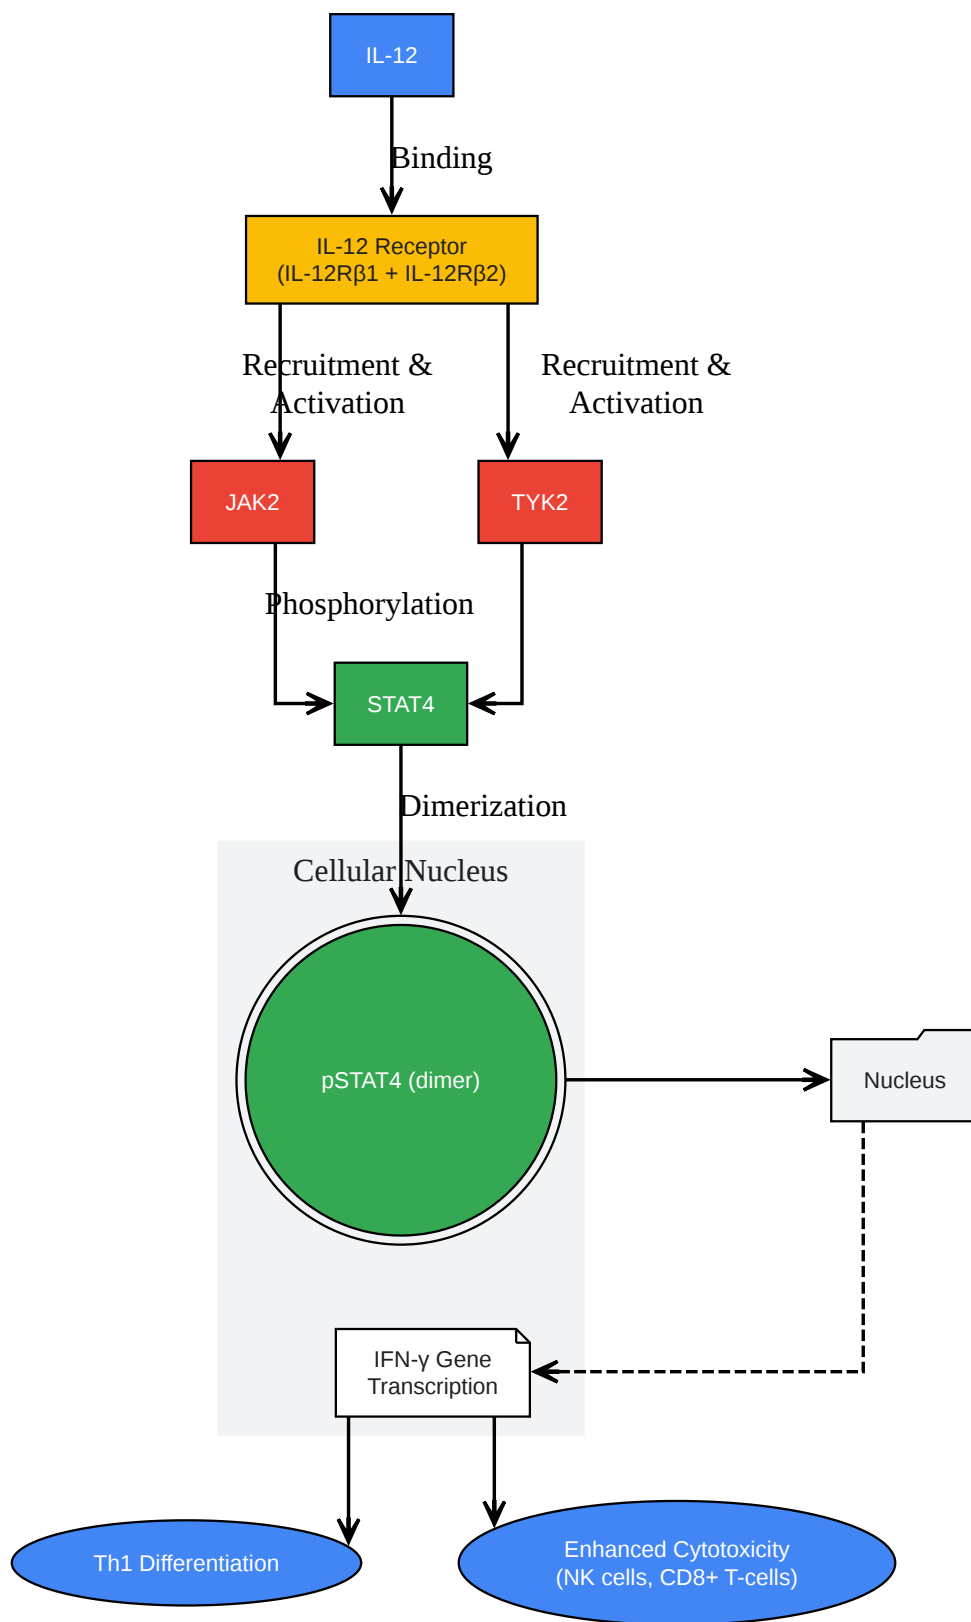 IL-12
Binding
IL-12 Receptor
(IL-12Rβ1 + IL-12Rβ2)
Recruitment &
Activation
Recruitment &
Activation
JAK2
TYK2
Phosphorylation
STAT4
Dimerization
Cellular Nucleus
pSTAT4 (dimer)
Nucleus
IFN-γ Gene
Transcription
Th1 Differentiation
Enhanced Cytotoxicity
(NK cells, CD8+ T-cells)